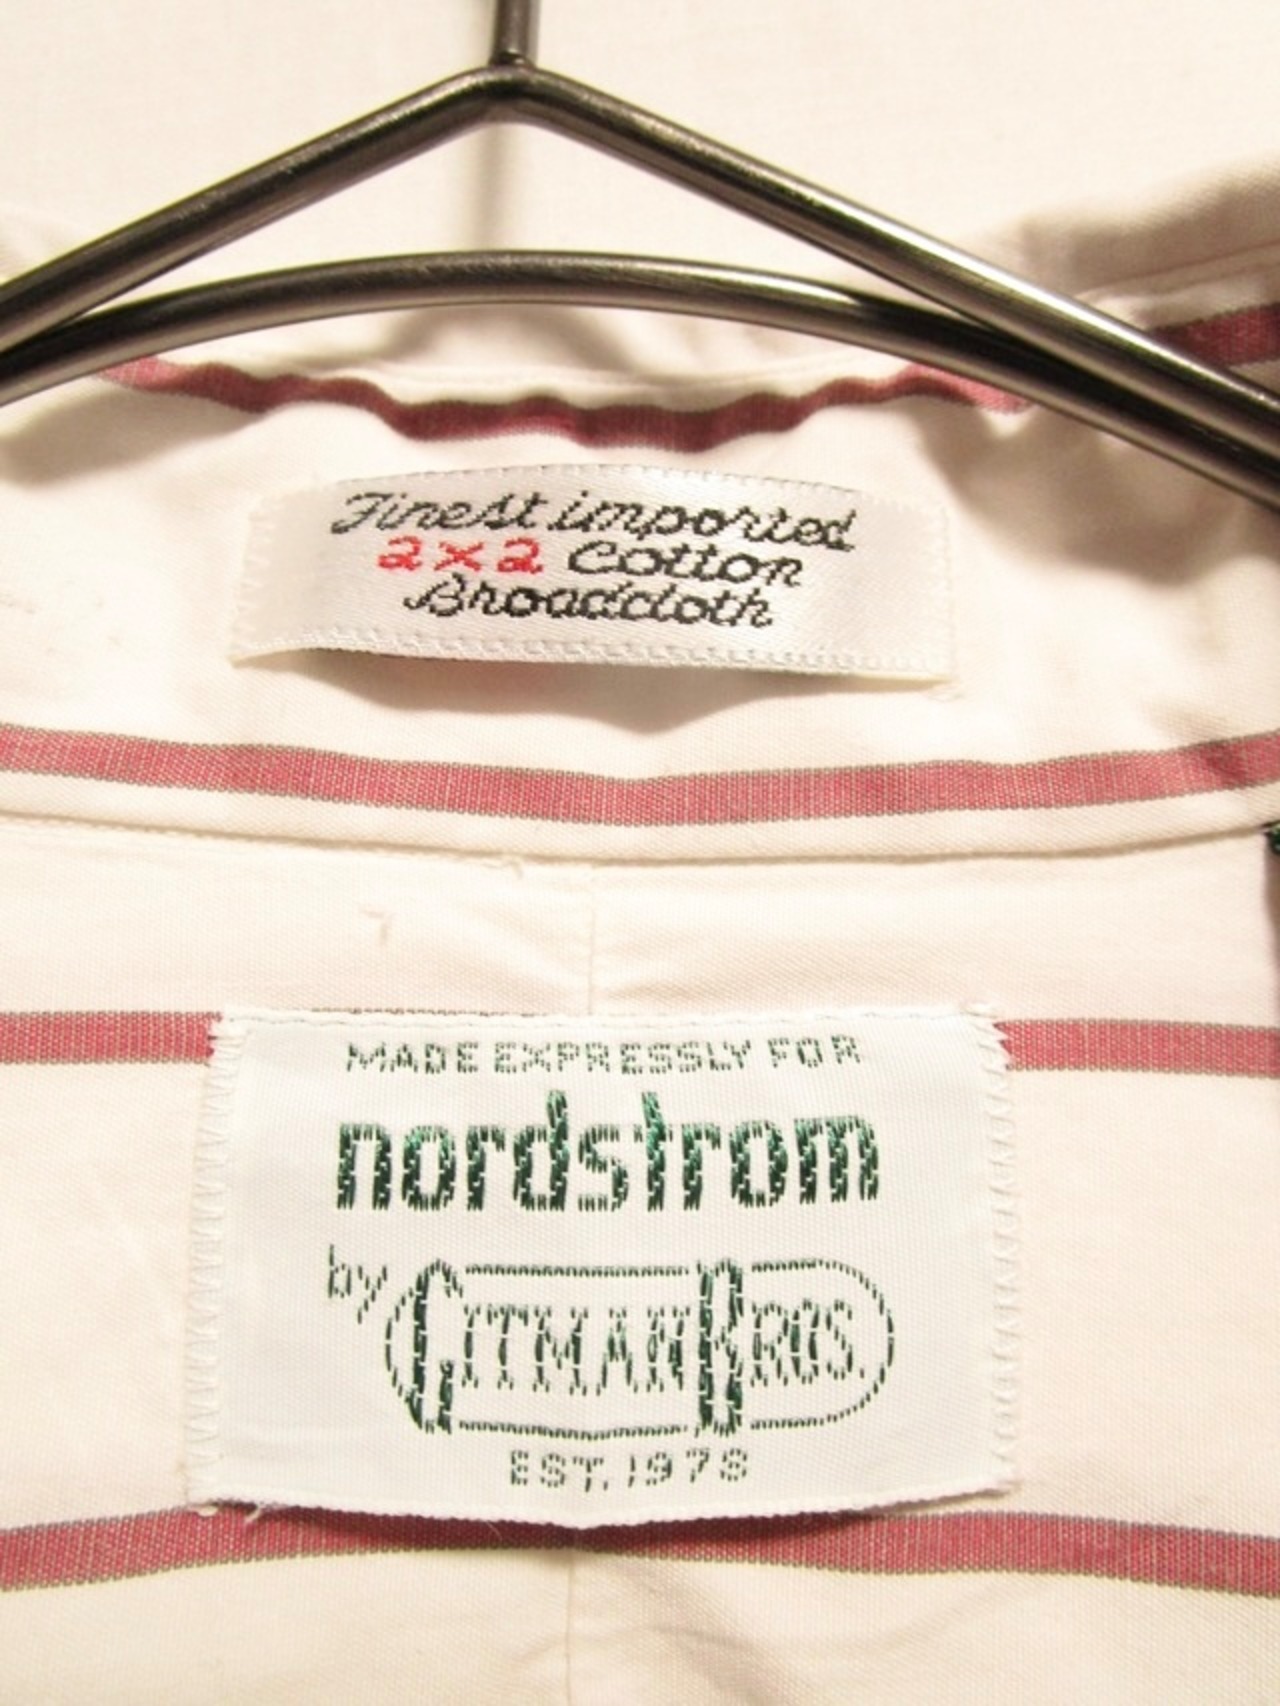 Finest imported
2x2 Cotton
Broadcloth
MADE EXPRESSLY FOR
nordstrom
by GITMAN BROS.
EST. 1978